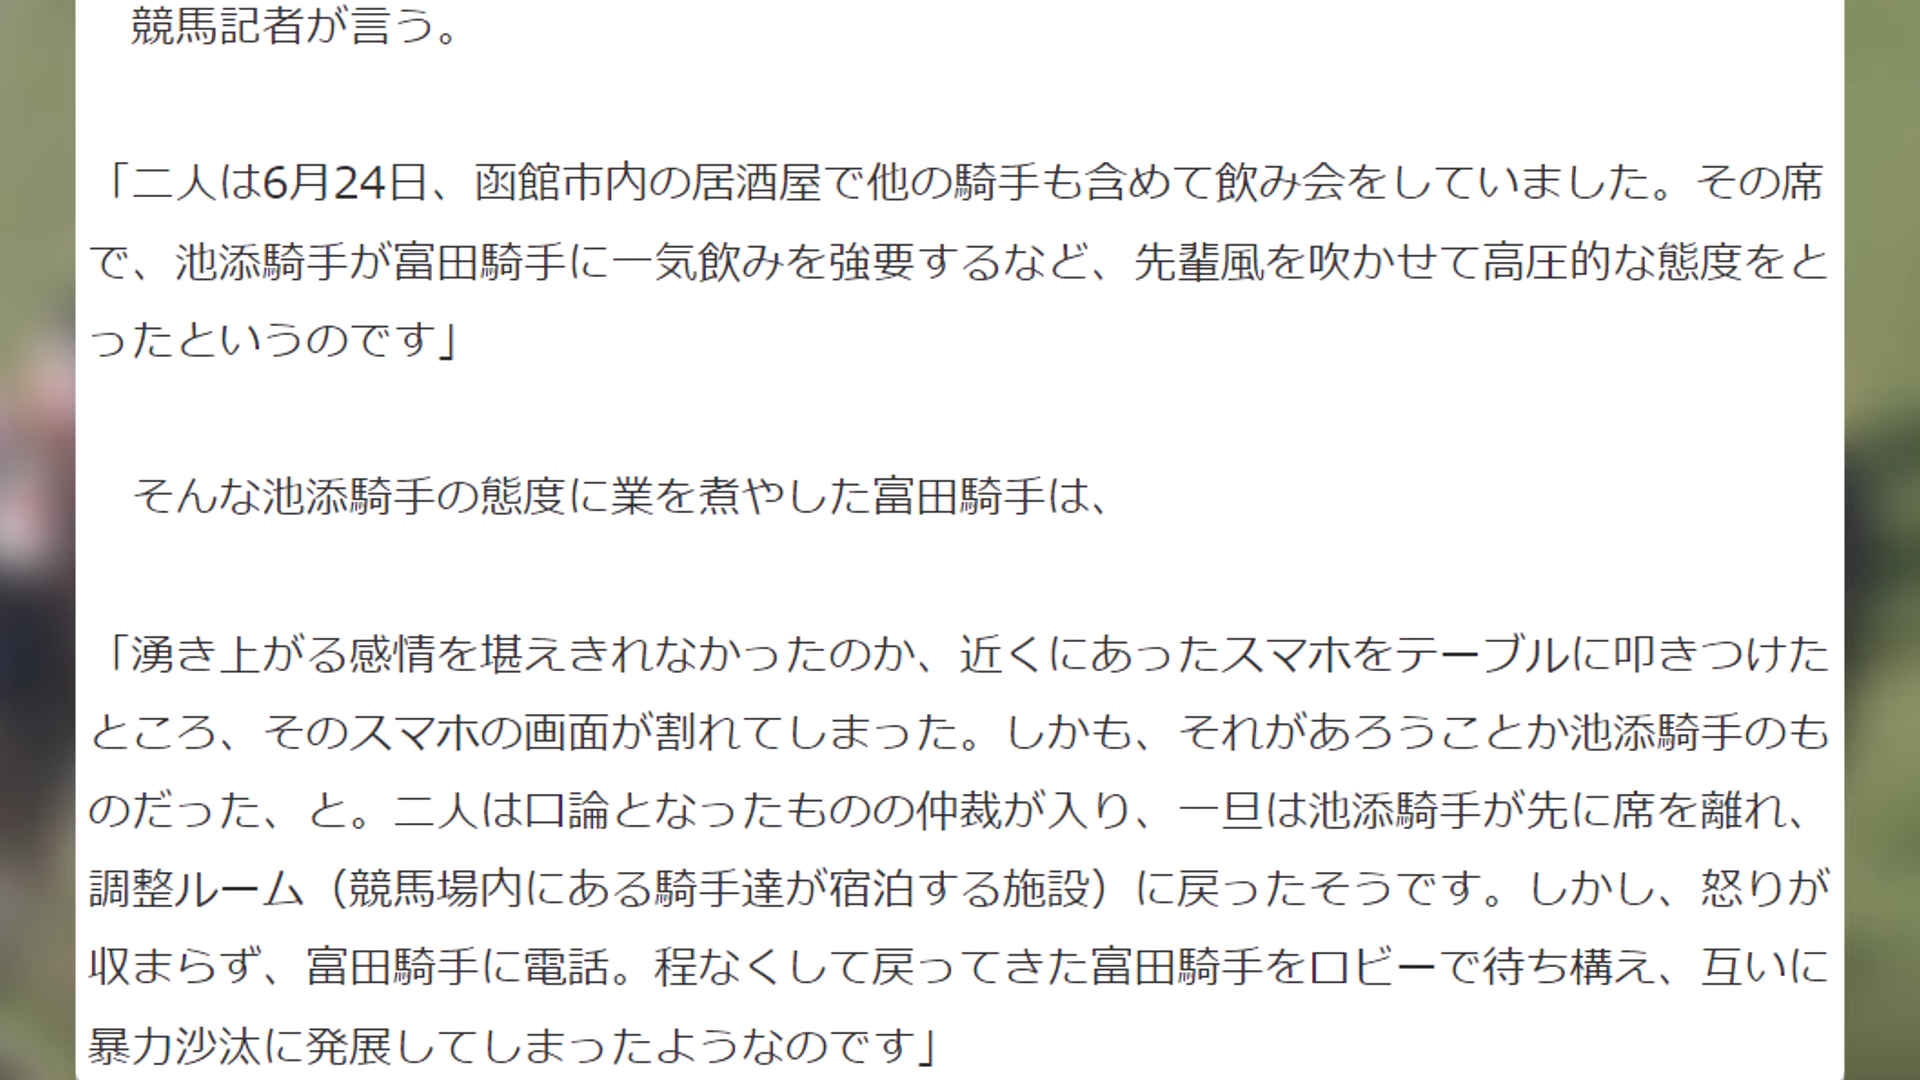 競馬記者が言う。
「二人は6月24日、函館市内の居酒屋で他の騎手も含めて飲み会をしていました。その席
で、池添騎手が富田騎手に一気飲みを強要するなど、先輩風を吹かせて高圧的な態度をと
ったというのです」
そんな池添騎手の態度に業を煮やした富田騎手は、
「湧き上がる感情を堪えきれなかったのか、近くにあったスマホをテーブルに叩きつけた
ところ、そのスマホの画面が割れてしまった。しかも、それがあろうことか池添騎手のも
のだった、と。二人は口論となったものの仲裁が入り、一旦は池添騎手が先に席を離れ、
調整ルーム（競馬場内にある騎手達が宿泊する施設）に戻ったそうです。しかし、怒りが
収まらず、富田騎手に電話。程なくして戻ってきた富田騎手をロビーで待ち構え、互いに
暴力沙汰に発展してしまったようなのです」